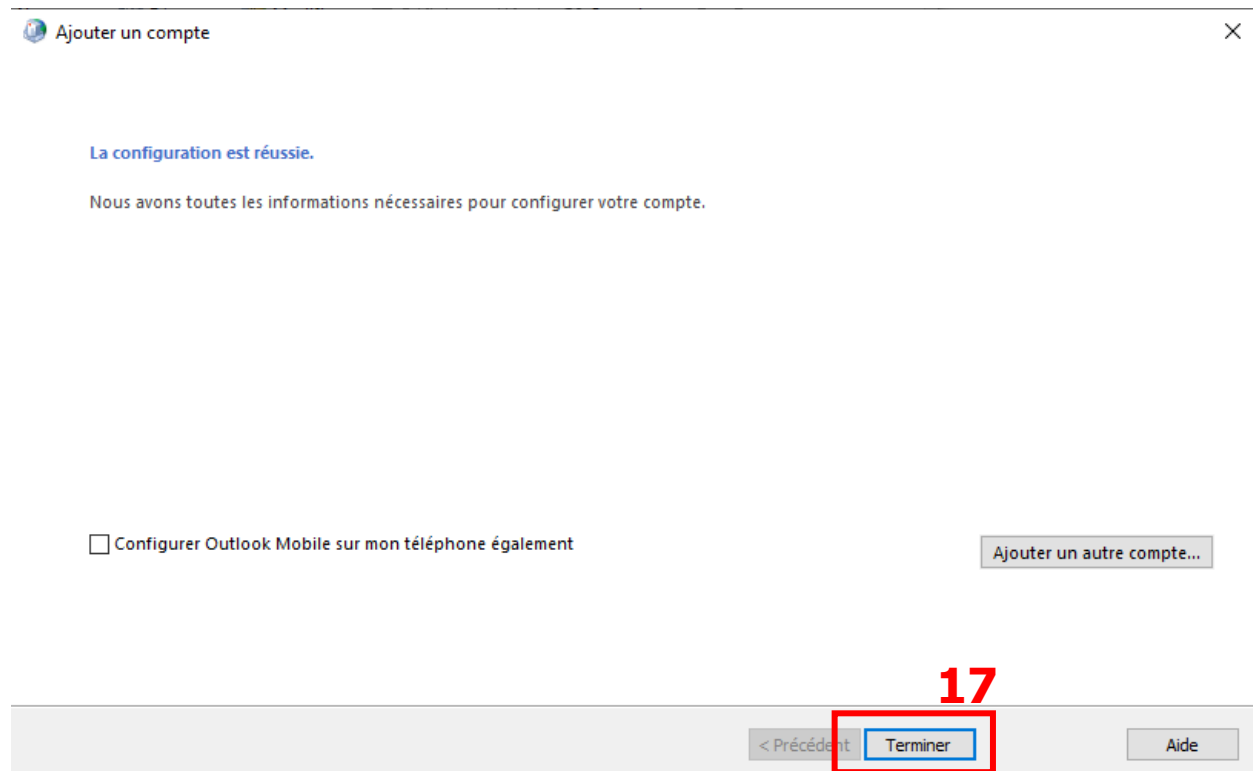 Ajouter un compte
La configuration est réussie.
Nous avons toutes les informations nécessaires pour configurer votre compte.
Configurer Outlook Mobile sur mon téléphone également
Ajouter un autre compte...
17
< Précédent
Terminer
Aide